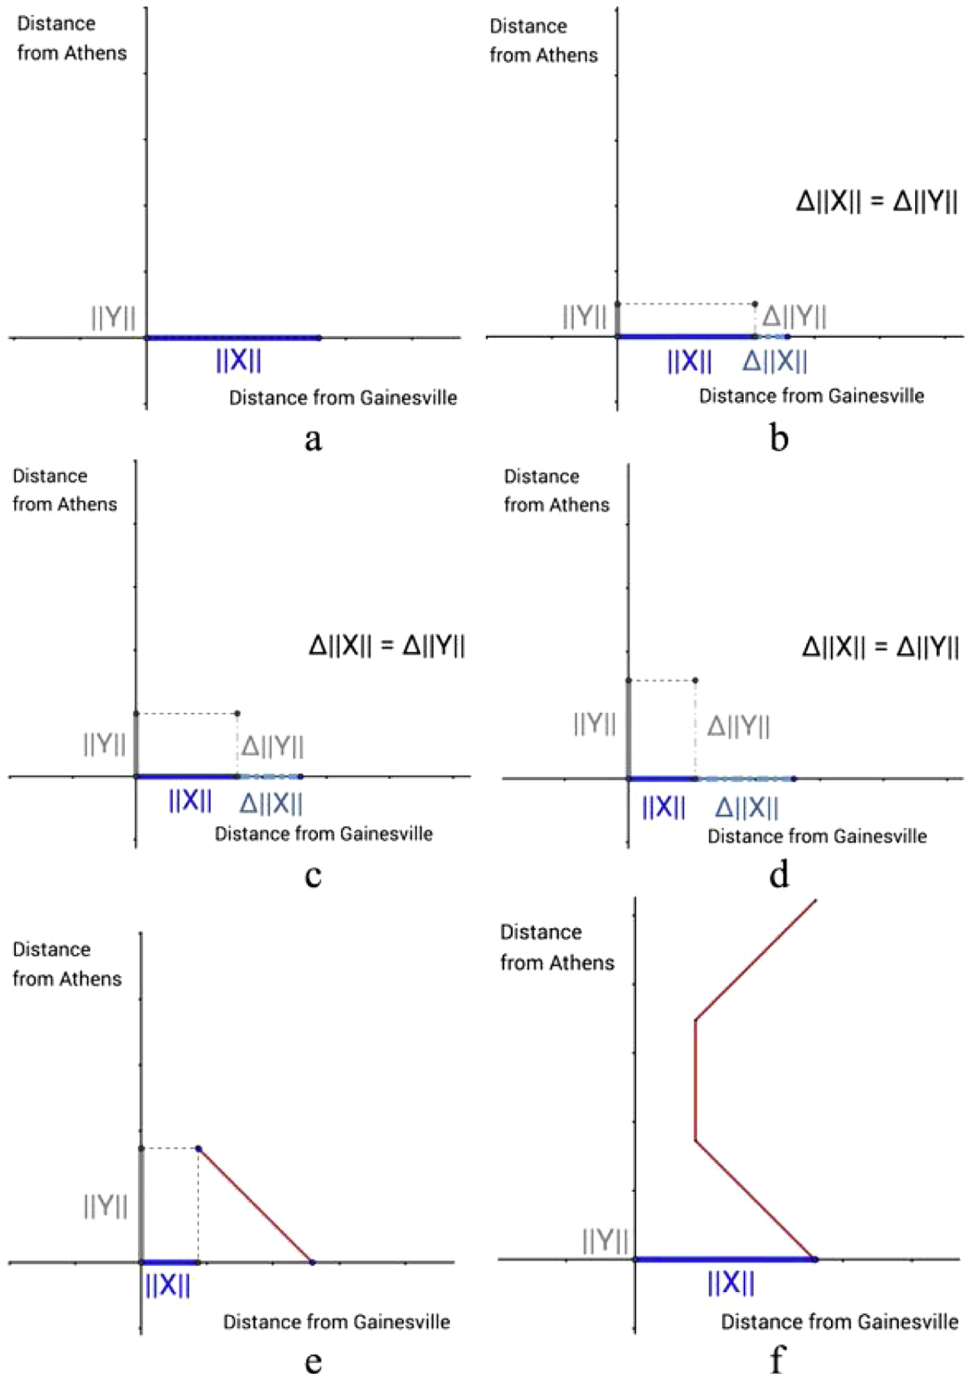 Distance
from Athens
||Y||
||X||
Distance from Gainesville
a
Distance
from Athens
Δ||X|| = Δ||Y||
||Y||
Δ||Y||
||X||
Δ||X||
Distance from Gainesville
b
Distance
from Athens
Δ||X|| = Δ||Y||
||Y||
Δ||Y||
||X||
Δ||X||
Distance from Gainesville
c
Distance
from Athens
Δ||X|| = Δ||Y||
||Y||
Δ||Y||
||X||
Δ||X||
Distance from Gainesville
d
Distance
from Athens
||Y||
||X||
Distance from Gainesville
e
Distance
from Athens
||Y||
||X||
Distance from Gainesville
f